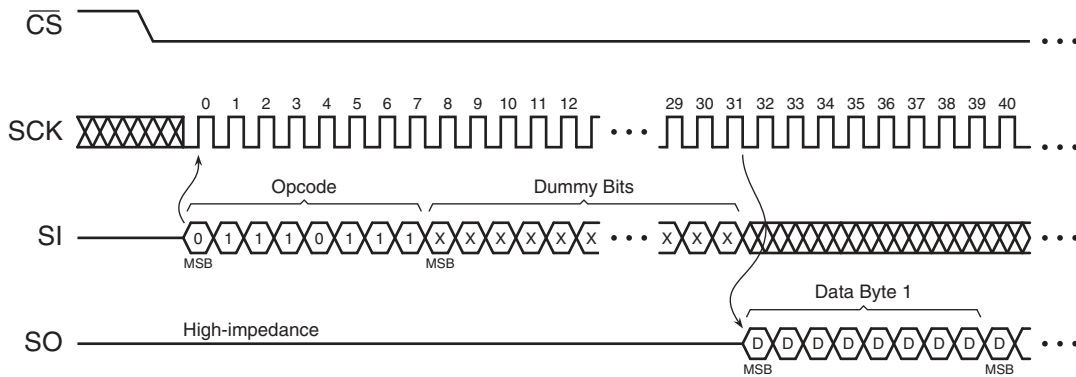 CS
0 1 2 3 4 5 6 7 8 9 10 11 12 29 30 31 32 33 34 35 36 37 38 39 40
SCK
Opcode Dummy Bits
SI 0 1 1 1 0 1 1 1 X X X X X X X X X
MSB MSB
Data Byte 1
High-impedance
SO D D D D D D D D D
MSB MSB